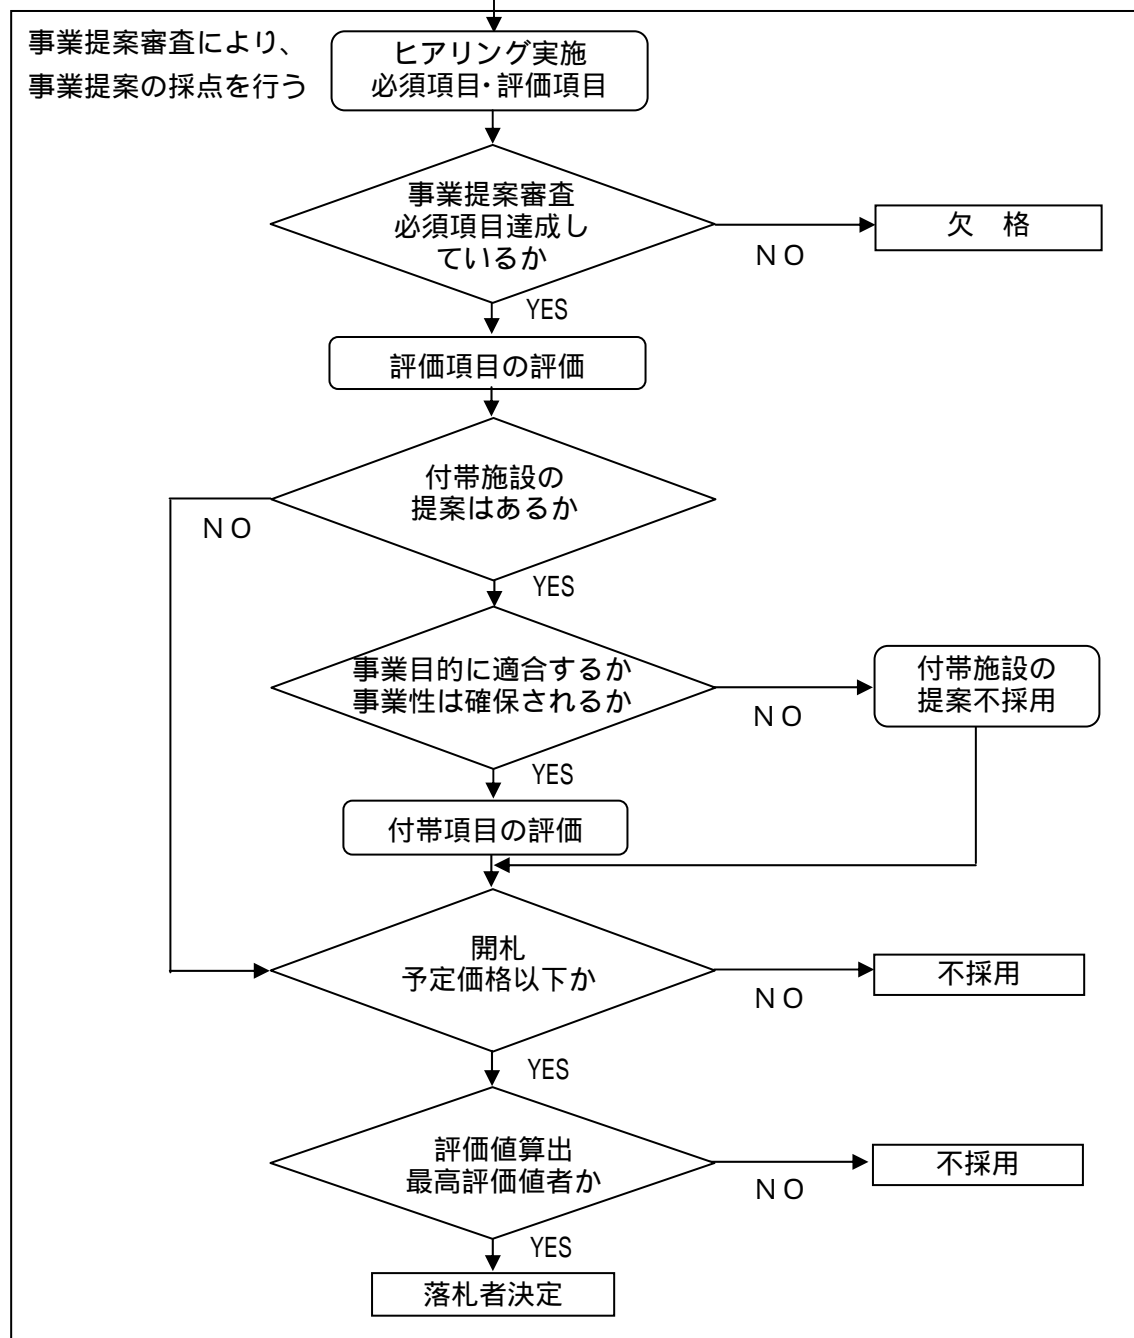 事業提案審査により、
事業提案の採点を行う
ヒアリング実施
必須項目・評価項目
事業提案審査
必須項目達成し
ているか
ＮＯ
欠　格
YES
評価項目の評価
付帯施設の
提案はあるか
ＮＯ
YES
事業目的に適合するか
事業性は確保されるか
ＮＯ
付帯施設の
提案不採用
YES
付帯項目の評価
開札
予定価格以下か
ＮＯ
不採用
YES
評価値算出
最高評価値者か
ＮＯ
不採用
YES
落札者決定